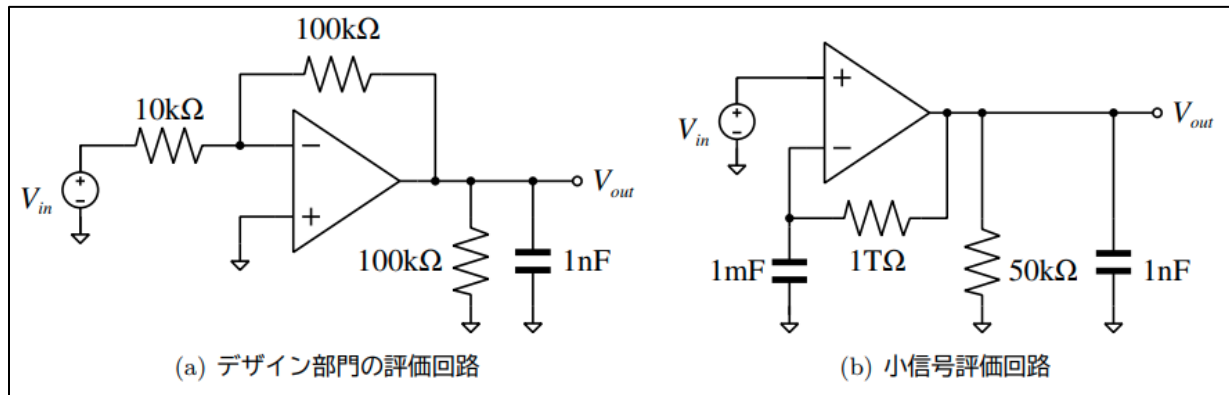 100kΩ
10kΩ
−
+
V_in
V_out
100kΩ
1nF
(a) デザイン部門の評価回路
+
−
V_in
V_out
1TΩ
1mF
50kΩ
1nF
(b) 小信号評価回路